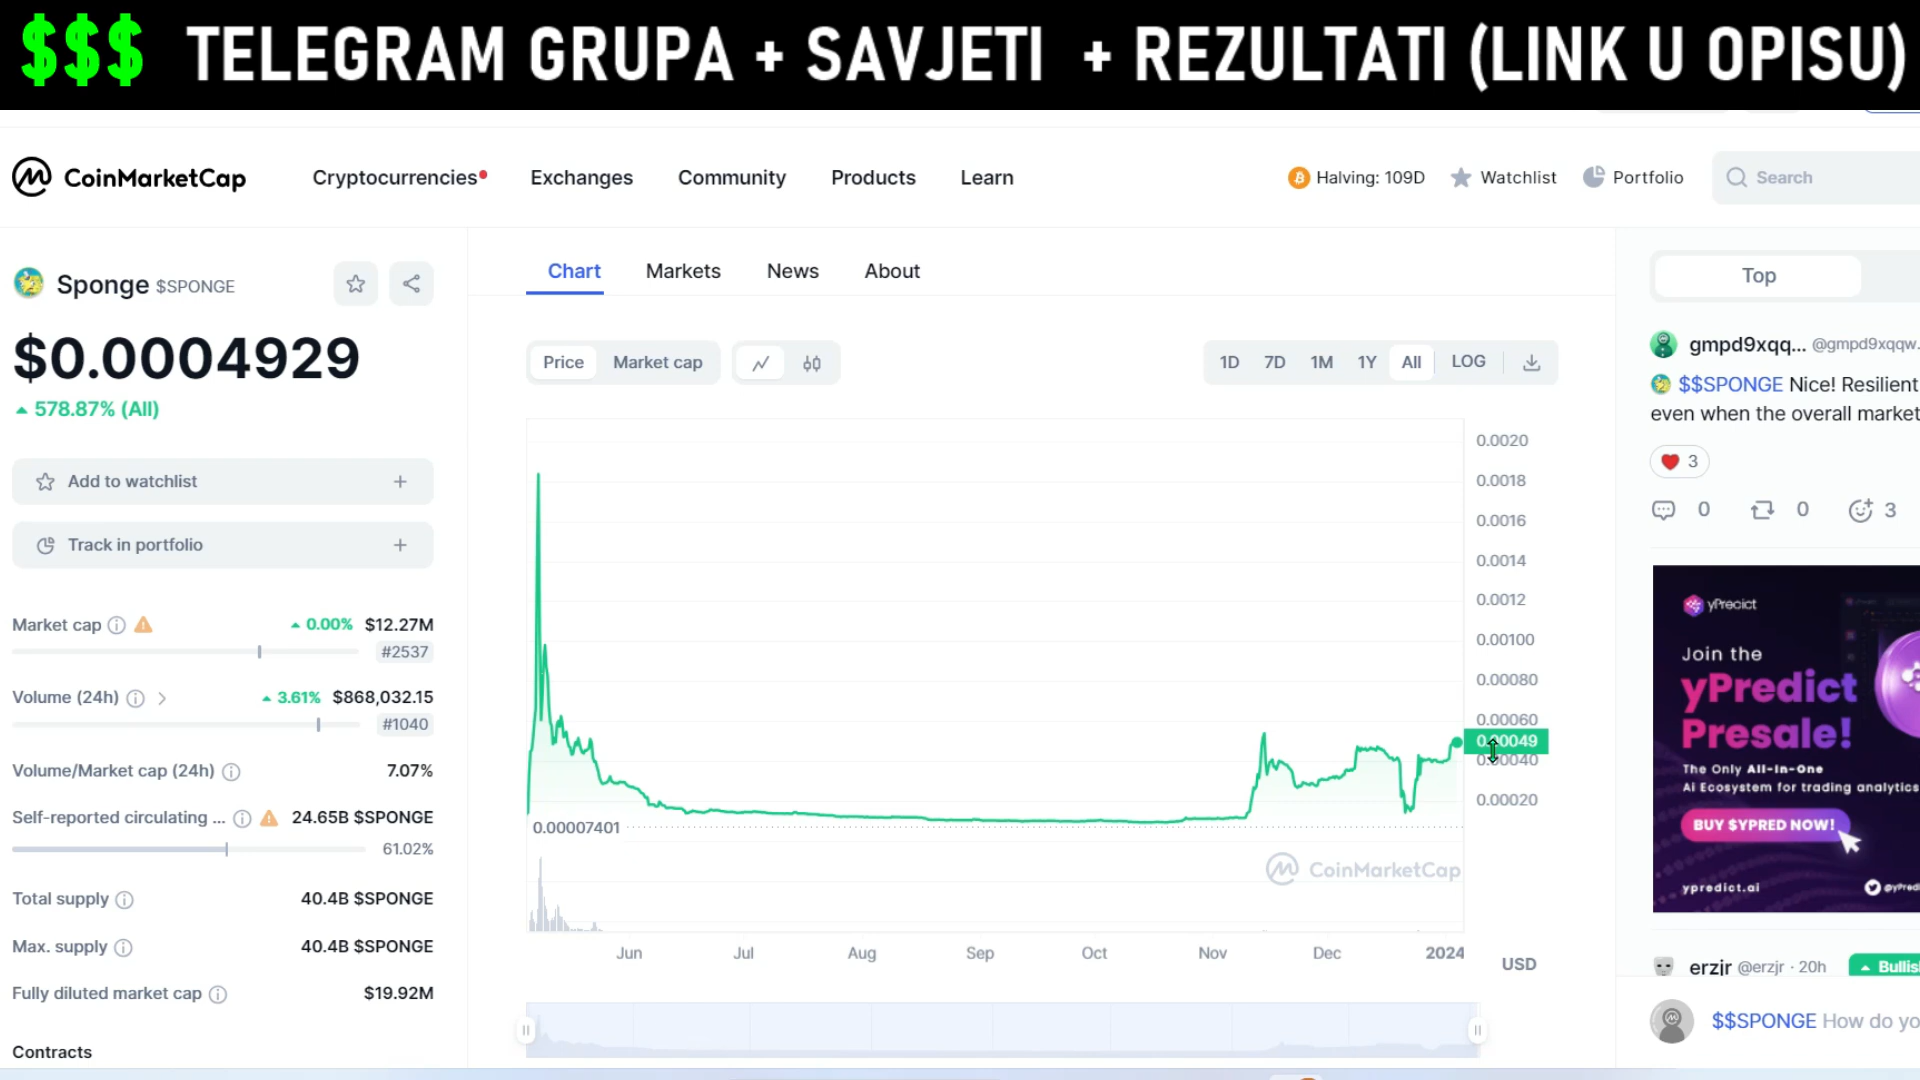 $$$ TELEGRAM GRUPA + SAVJETI + REZULTATI (LINK U OPISU)
CoinMarketCap
Cryptocurrencies
Exchanges
Community
Products
Learn
Halving: 109D
Watchlist
Portfolio
Search
Sponge $SPONGE
$0.0004929
578.87% (All)
Add to watchlist
Track in portfolio
Market cap 0.00% $12.27M
#2537
Volume (24h) 3.61% $868,032.15
#1040
Volume/Market cap (24h) 7.07%
Self-reported circulating ... 24.65B $SPONGE
61.02%
Total supply 40.4B $SPONGE
Max. supply 40.4B $SPONGE
Fully diluted market cap $19.92M
Contracts
Chart
Markets
News
About
Price
Market cap
1D
7D
1M
1Y
All
LOG
0.0020
0.0018
0.0016
0.0014
0.0012
0.00100
0.00080
0.00060
0.00049
0.00040
0.00020
0.00007401
CoinMarketCap
Jun
Jul
Aug
Sep
Oct
Nov
Dec
2024
USD
Top
gmpd9xqq... @gmpd9xqqw.
$$SPONGE Nice! Resilient
even when the overall market
3
0
0
3
yPredict
Join the
yPredict
Presale!
The Only All-In-One
AI Ecosystem for trading analytics
BUY $YPRED NOW!
ypredict.ai
@yPredi
erzjr @erzjr · 20h
Bullis
$$SPONGE How do yo